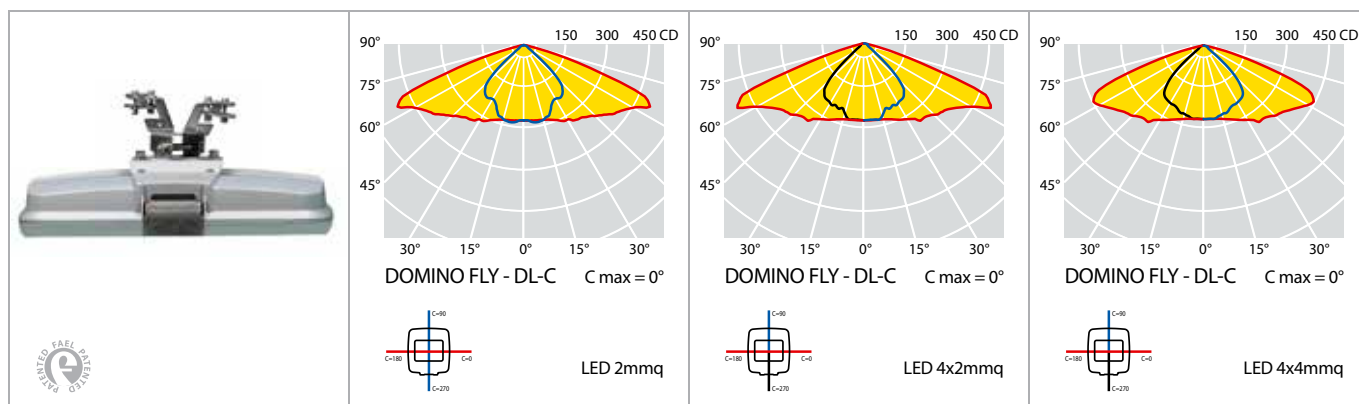 PATENTED FAEL PATENTED
150 300 450 CD
90°
75°
60°
45°
30° 15° 0° 15° 30°
DOMINO FLY - DL-C C max = 0°
C=90
C=180 C=0
C=270
LED 2mmq
150 300 450 CD
90°
75°
60°
45°
30° 15° 0° 15° 30°
DOMINO FLY - DL-C C max = 0°
C=90
C=180 C=0
C=270
LED 4x2mmq
150 300 450 CD
90°
75°
60°
45°
30° 15° 0° 15° 30°
DOMINO FLY - DL-C C max = 0°
C=90
C=180 C=0
C=270
LED 4x4mmq